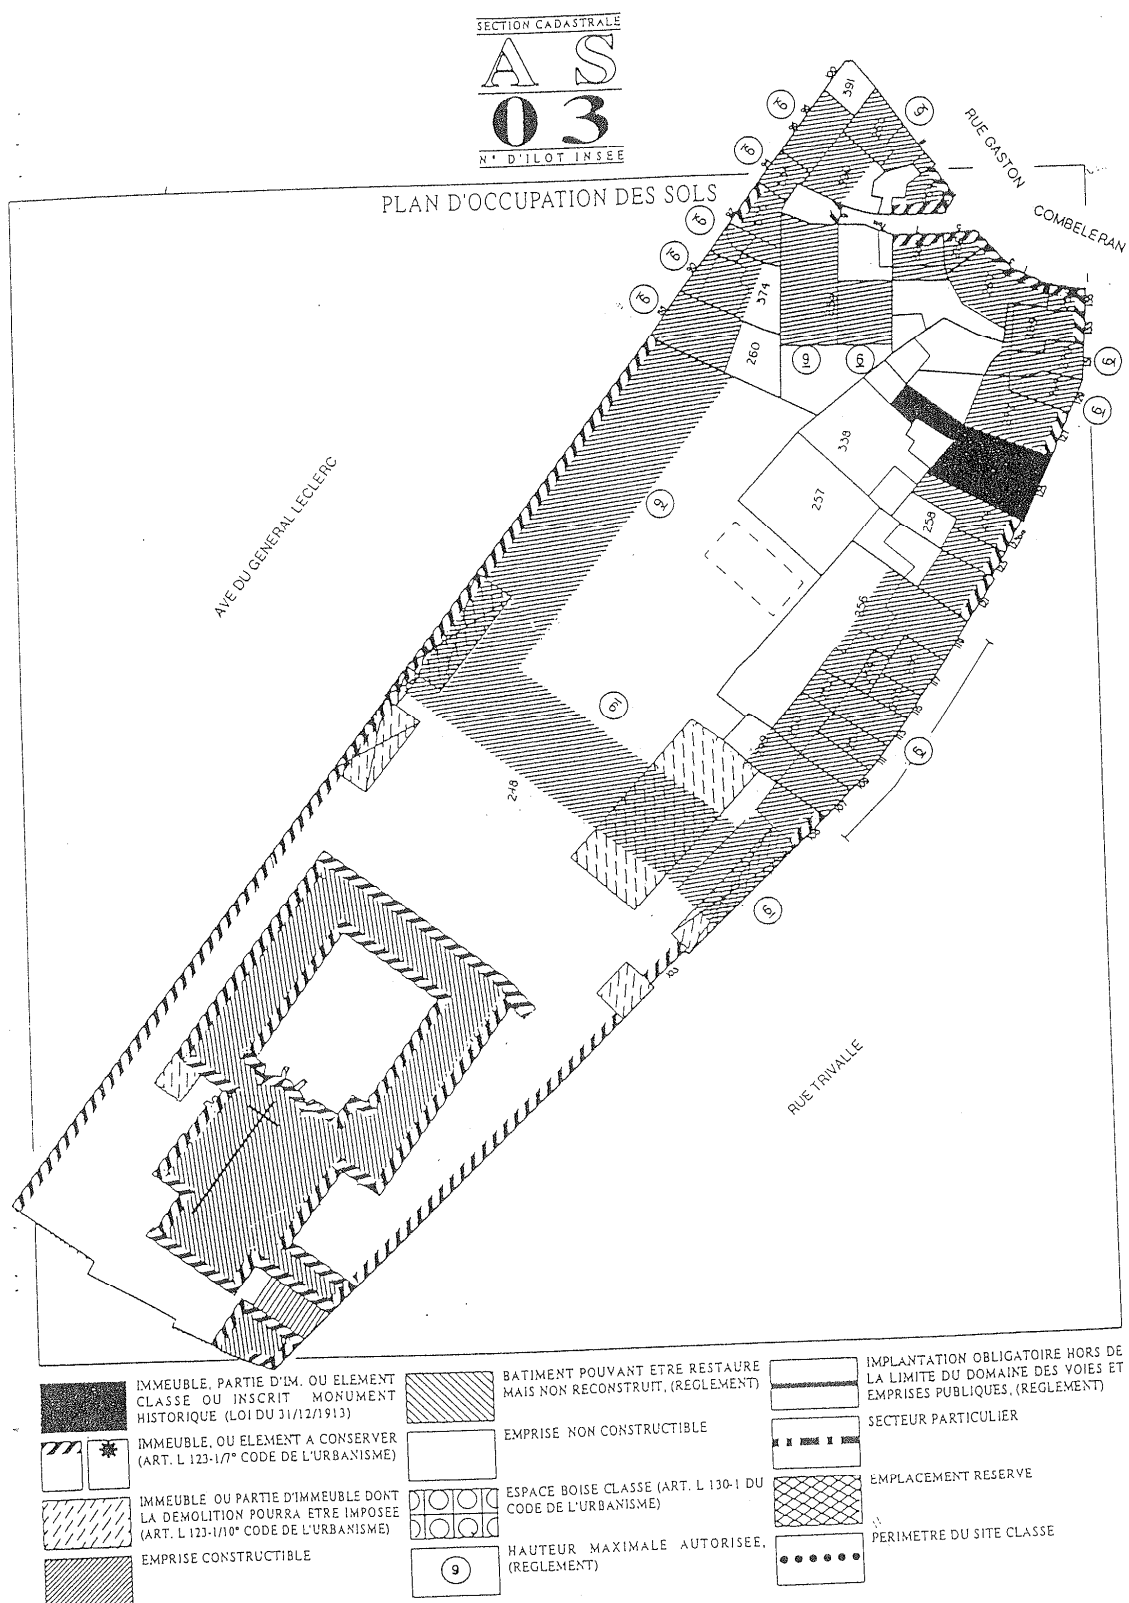 SECTION CADASTRALE
A S
03
N° D'ILOT INSEE
PLAN D'OCCUPATION DES SOLS
RUE GASTON
COMBELERAN
391
374
260
338
257
258
356
248
AVE DU GENERAL LECLERC
RUE TRIVALLE
IMMEUBLE, PARTIE D'IM. OU ELEMENT
CLASSE OU INSCRIT MONUMENT
HISTORIQUE (LOI DU 31/12/1913)
IMMEUBLE, OU ELEMENT A CONSERVER
(ART. L 123-1/7° CODE DE L'URBANISME)
IMMEUBLE OU PARTIE D'IMMEUBLE DONT
LA DEMOLITION POURRA ETRE IMPOSEE
(ART. L 123-1/10° CODE DE L'URBANISME)
EMPRISE CONSTRUCTIBLE
BATIMENT POUVANT ETRE RESTAURE
MAIS NON RECONSTRUIT, (REGLEMENT)
EMPRISE NON CONSTRUCTIBLE
ESPACE BOISE CLASSE (ART. L 130-1 DU
CODE DE L'URBANISME)
9
HAUTEUR MAXIMALE AUTORISEE,
(REGLEMENT)
IMPLANTATION OBLIGATOIRE HORS DE
LA LIMITE DU DOMAINE DES VOIES ET
EMPRISES PUBLIQUES, (REGLEMENT)
SECTEUR PARTICULIER
EMPLACEMENT RESERVE
PERIMETRE DU SITE CLASSE